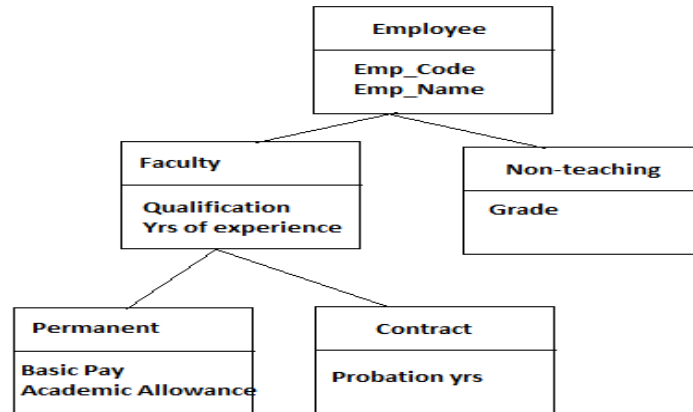 Employee
Emp_Code
Emp_Name
Faculty
Qualification
Yrs of experience
Non-teaching
Grade
Permanent
Basic Pay
Academic Allowance
Contract
Probation yrs